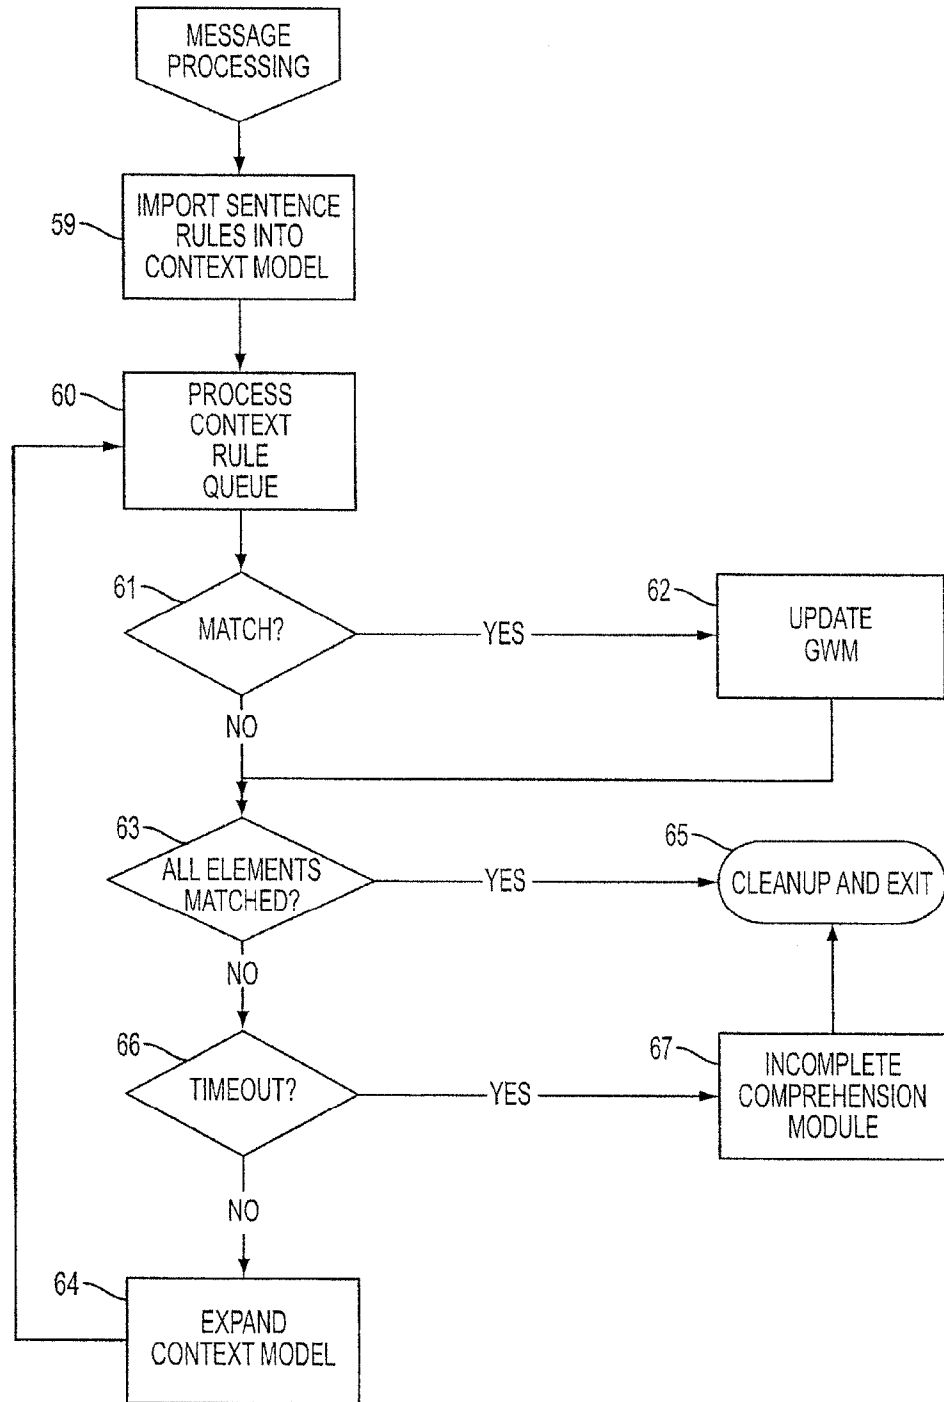 MESSAGE
PROCESSING
59
IMPORT SENTENCE
RULES INTO
CONTEXT MODEL
60
PROCESS
CONTEXT
RULE
QUEUE
61
MATCH?
YES
62
UPDATE
GWM
NO
63
ALL ELEMENTS
MATCHED?
YES
65
CLEANUP AND EXIT
NO
66
TIMEOUT?
YES
67
INCOMPLETE
COMPREHENSION
MODULE
NO
64
EXPAND
CONTEXT MODEL